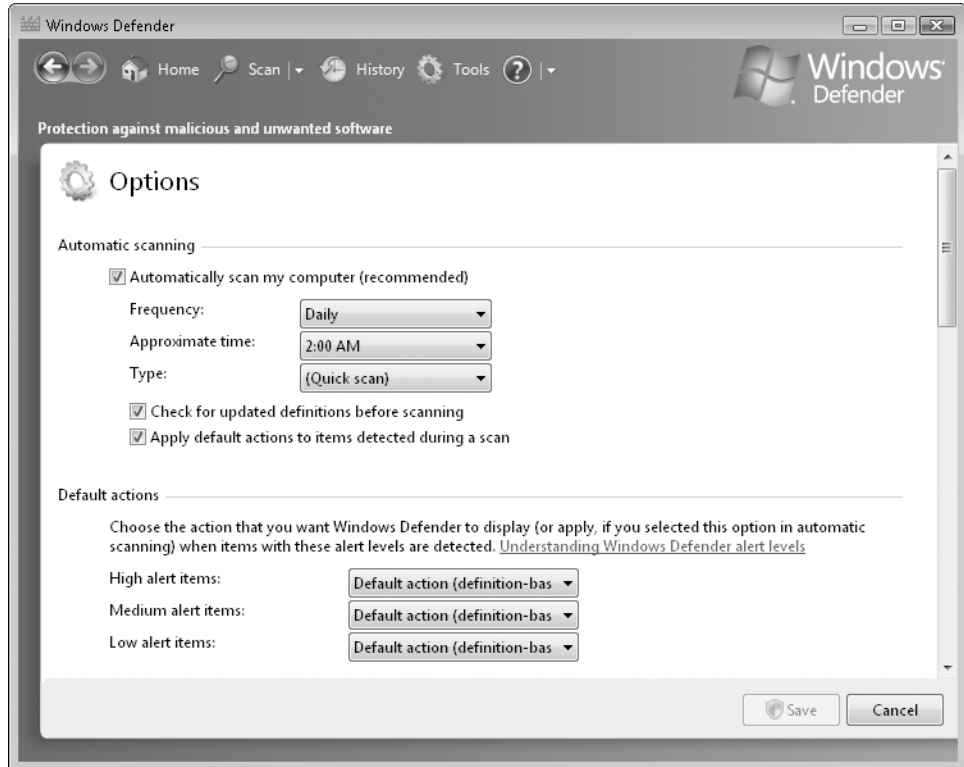 Windows Defender
Home Scan History Tools ?
Windows
Defender
Protection against malicious and unwanted software
Options
Automatic scanning
Automatically scan my computer (recommended)
Frequency: Daily
Approximate time: 2:00 AM
Type: (Quick scan)
Check for updated definitions before scanning
Apply default actions to items detected during a scan
Default actions
Choose the action that you want Windows Defender to display (or apply, if you selected this option in automatic
scanning) when items with these alert levels are detected. Understanding Windows Defender alert levels
High alert items: Default action (definition-bas
Medium alert items: Default action (definition-bas
Low alert items: Default action (definition-bas
Save Cancel